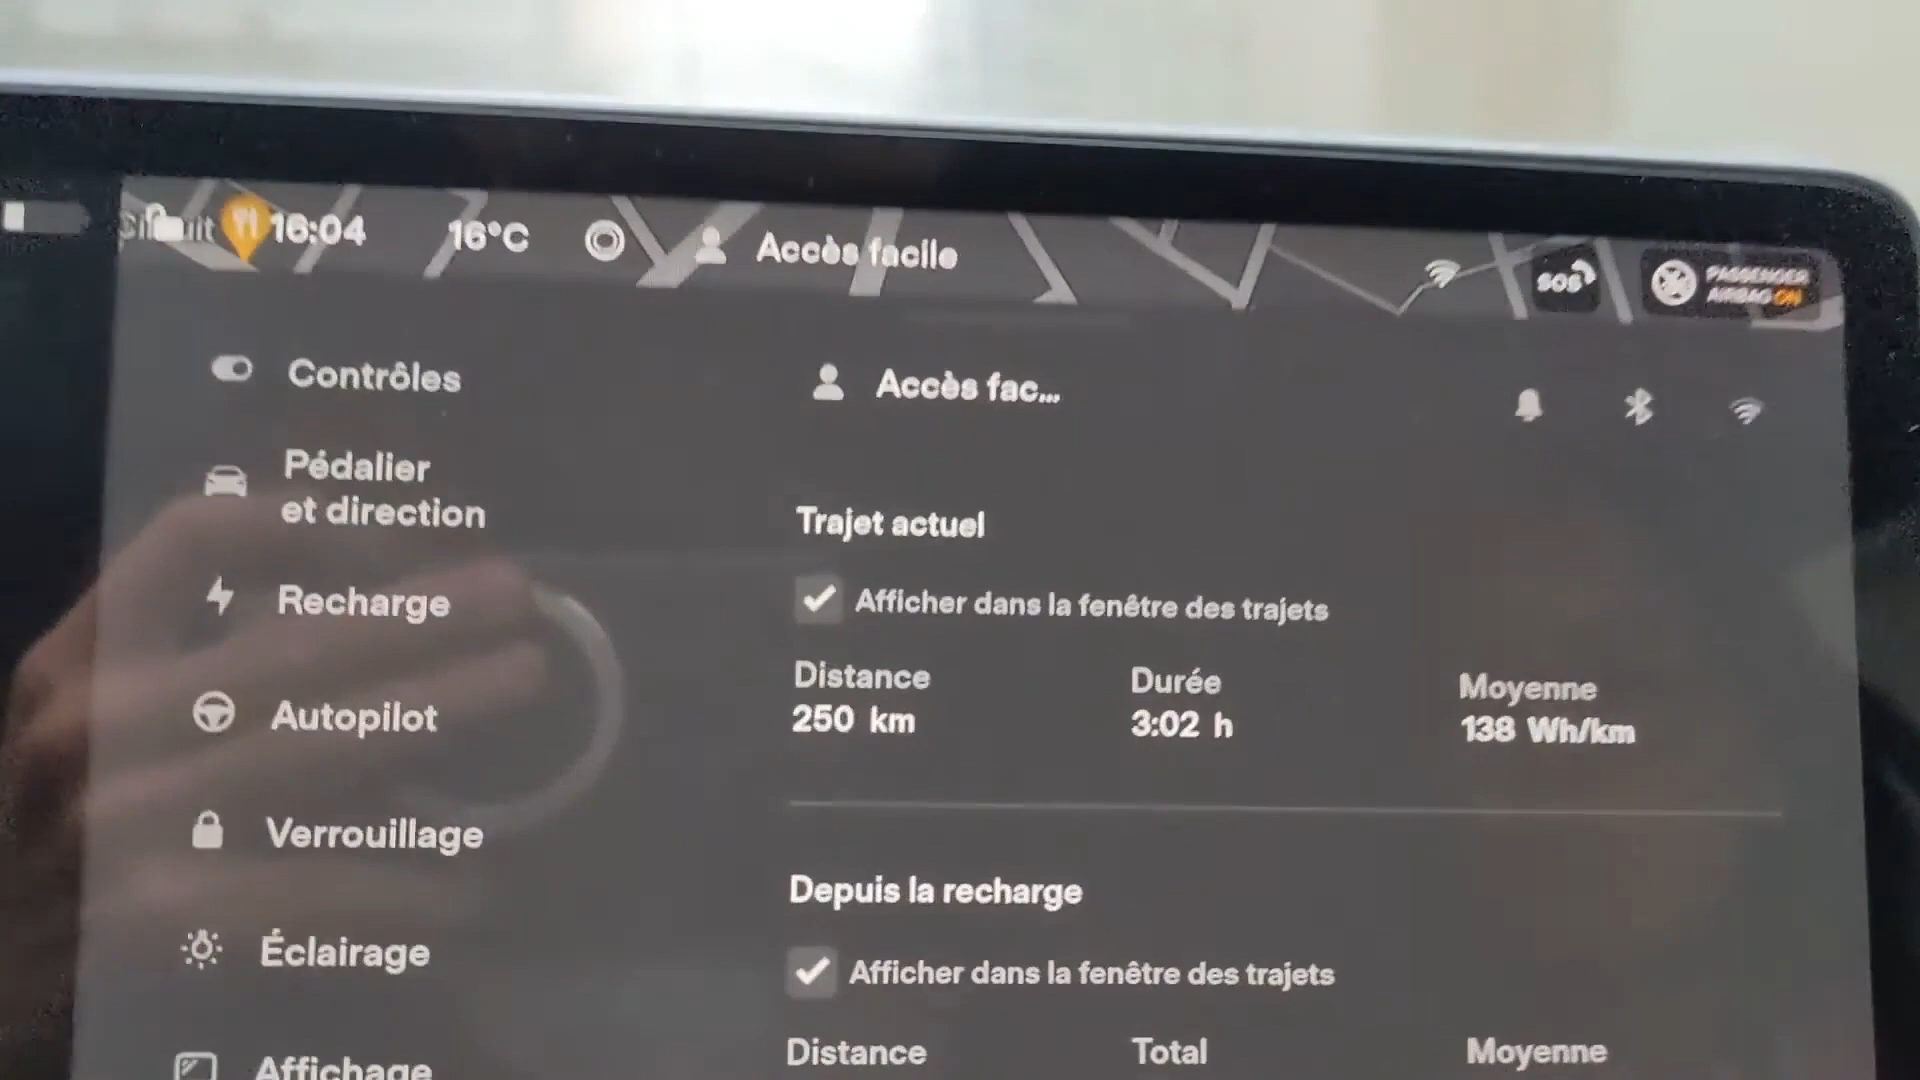 16:04
16°C
Accès facile
SOS
PASSENGER
AIRBAG ON
Contrôles
Accès fac...
Pédalier
et direction
Trajet actuel
Recharge
Afficher dans la fenêtre des trajets
Distance
Durée
Moyenne
250 km
3:02 h
138 Wh/km
Autopilot
Verrouillage
Depuis la recharge
Éclairage
Afficher dans la fenêtre des trajets
Distance
Total
Moyenne
Affichage